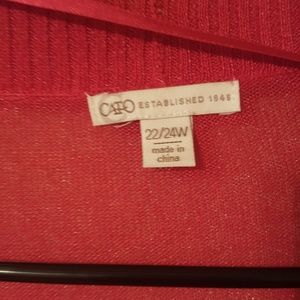 CATO ESTABLISHED 1946.
22/24W
made in
china